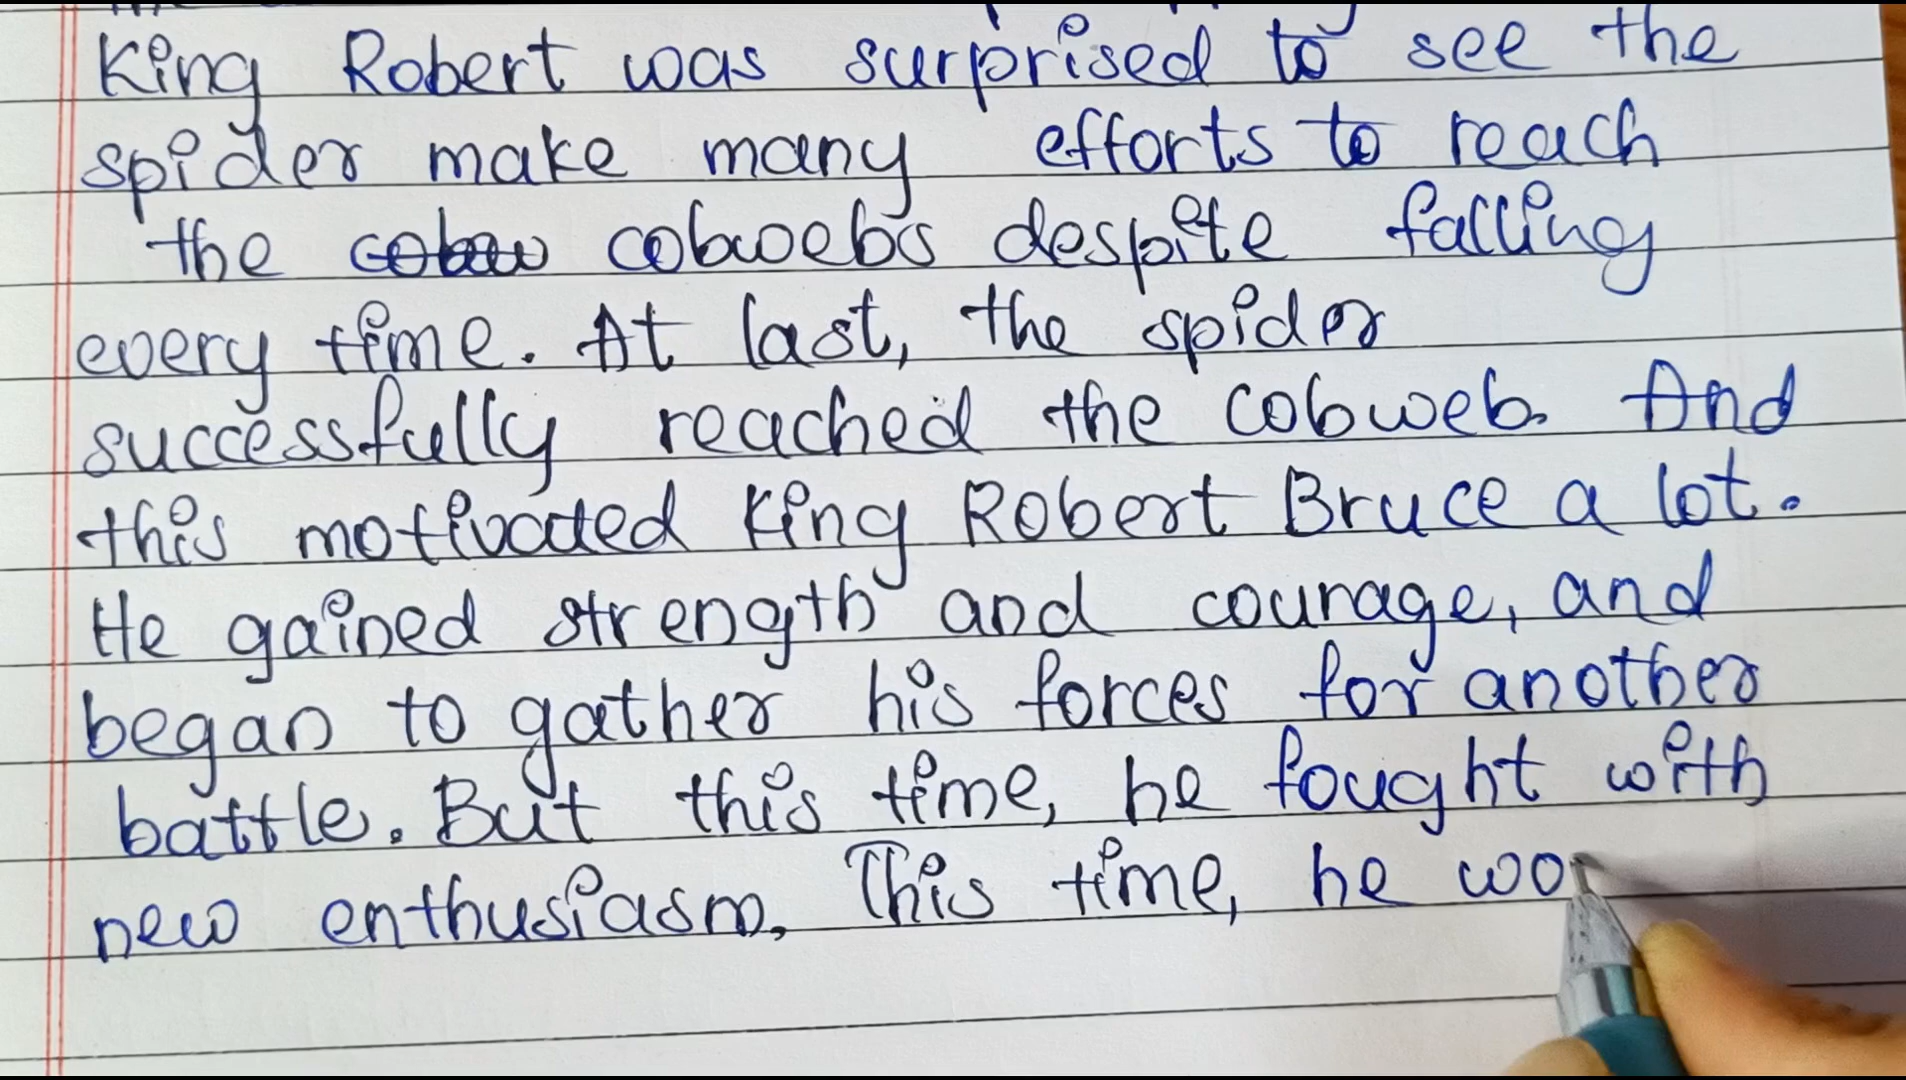 King Robert was surprised to see the
spider make many efforts to reach
the cobwebs despite falling
every time. At last, the spider
successfully reached the cobweb. And
this motivated King Robert Bruce a lot.
He gained strength and courage, and
began to gather his forces for another
battle. But this time, he fought with
new enthusiasm. This time, he wo